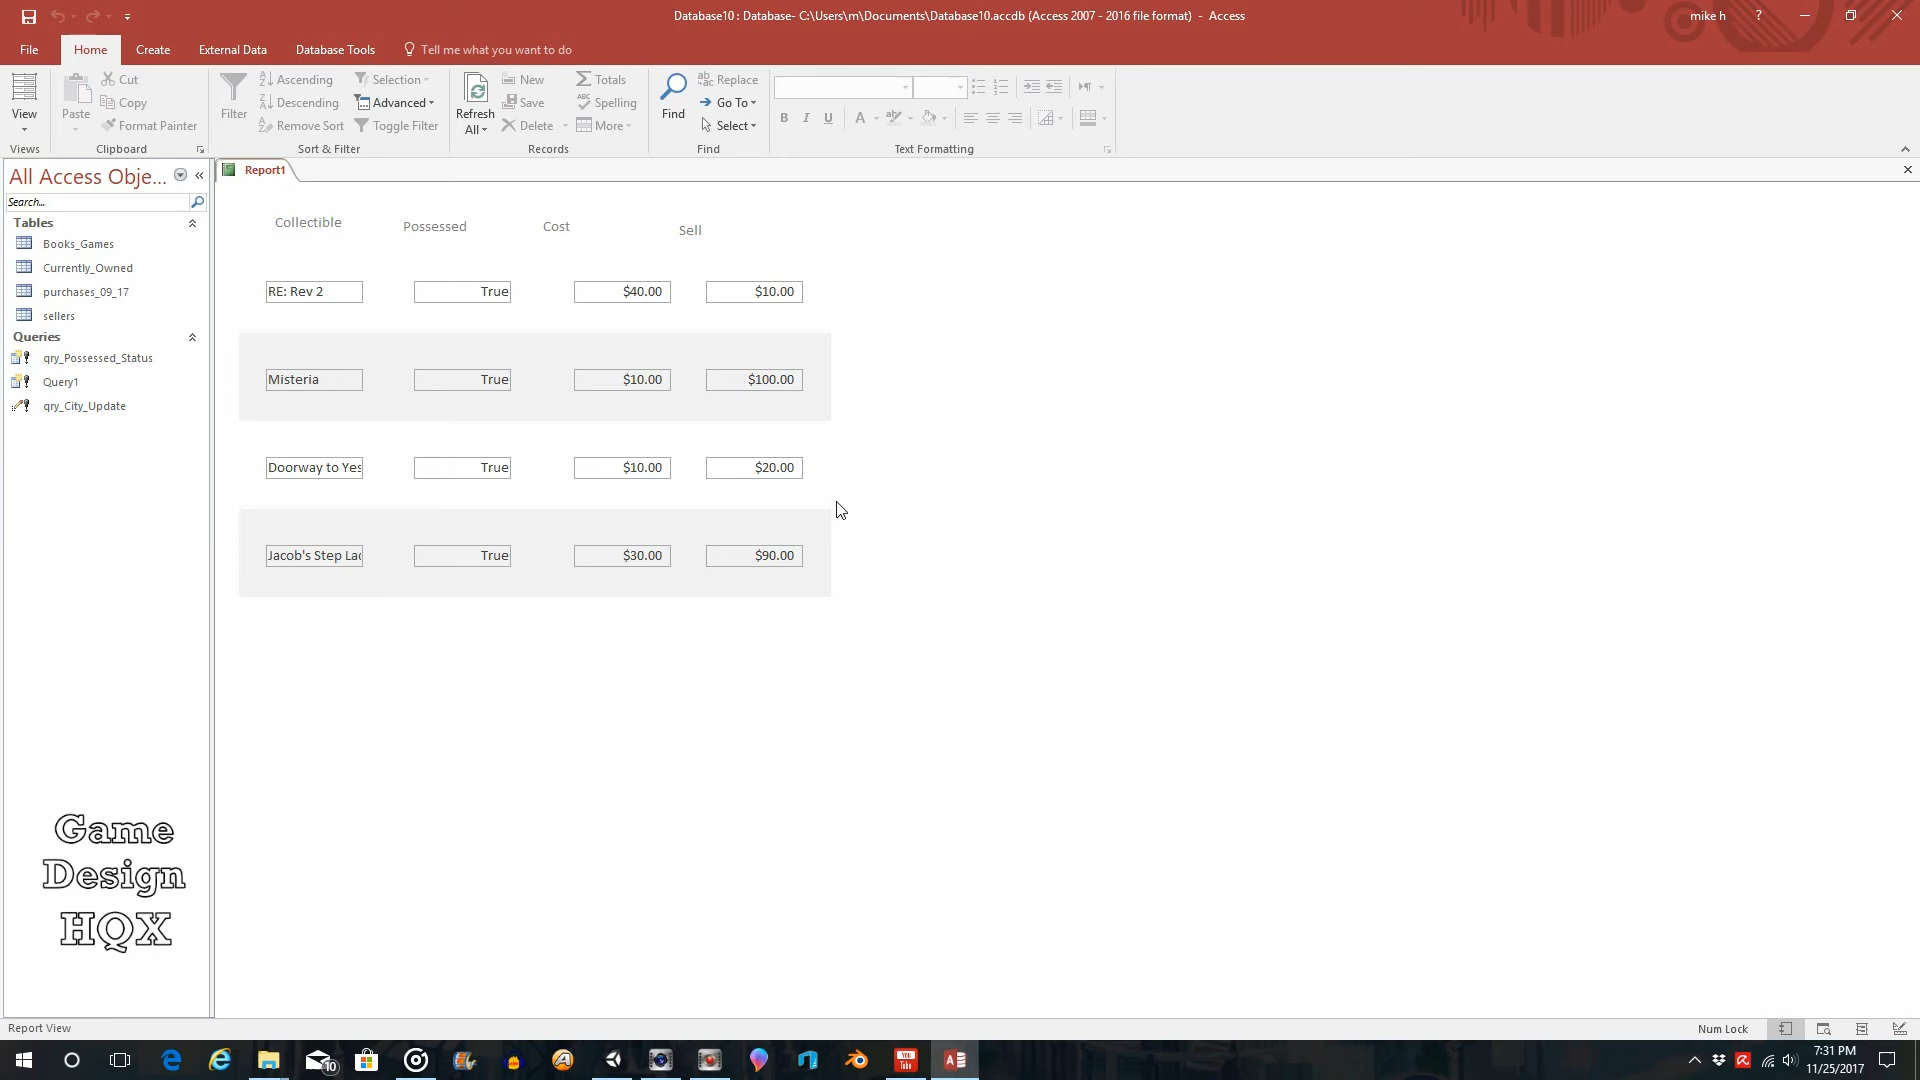 Database10 : Database- C:\Users\m\Documents\Database10.accdb (Access 2007 - 2016 file format) - Access
mike h
?
File
Home
Create
External Data
Database Tools
Tell me what you want to do
View
Views
Paste
Cut
Copy
Format Painter
Clipboard
Filter
Ascending
Descending
Remove Sort
Selection
Advanced
Toggle Filter
Sort & Filter
Refresh
All
New
Save
Delete
Totals
Spelling
More
Records
Find
Replace
Go To
Select
Find
B I U A
Text Formatting
All Access Obje...
Search...
Tables
Books_Games
Currently_Owned
purchases_09_17
sellers
Queries
qry_Possessed_Status
Query1
qry_City_Update
Report1
Collectible Possessed Cost Sell
RE: Rev 2 True $40.00 $10.00
Misteria True $10.00 $100.00
Doorway to Yes True $10.00 $20.00
Jacob's Step Lad True $30.00 $90.00
Game
Design
HQX
Report View
Num Lock
10
You
Tube
7:31 PM
11/25/2017